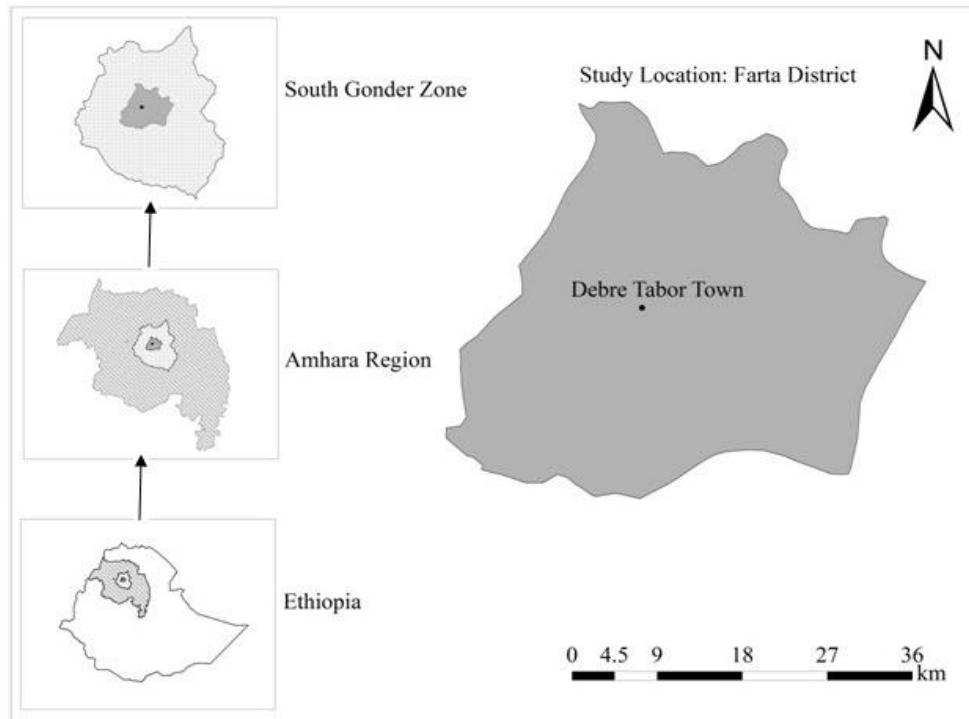 South Gonder Zone
Study Location: Farta District
N
Debre Tabor Town
Amhara Region
Ethiopia
0 4.5 9 18 27 36
km